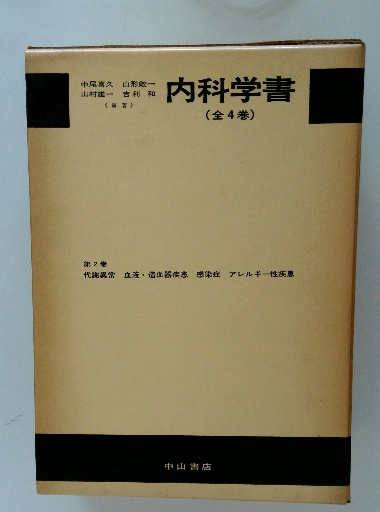 中尾喜久 山形敞一
山村雄一 吉利 和
(編著)
内科学書
(全4巻)
第2巻
代謝異常 血液・造血器疾患 感染症 アレルギー性疾患
中山書店